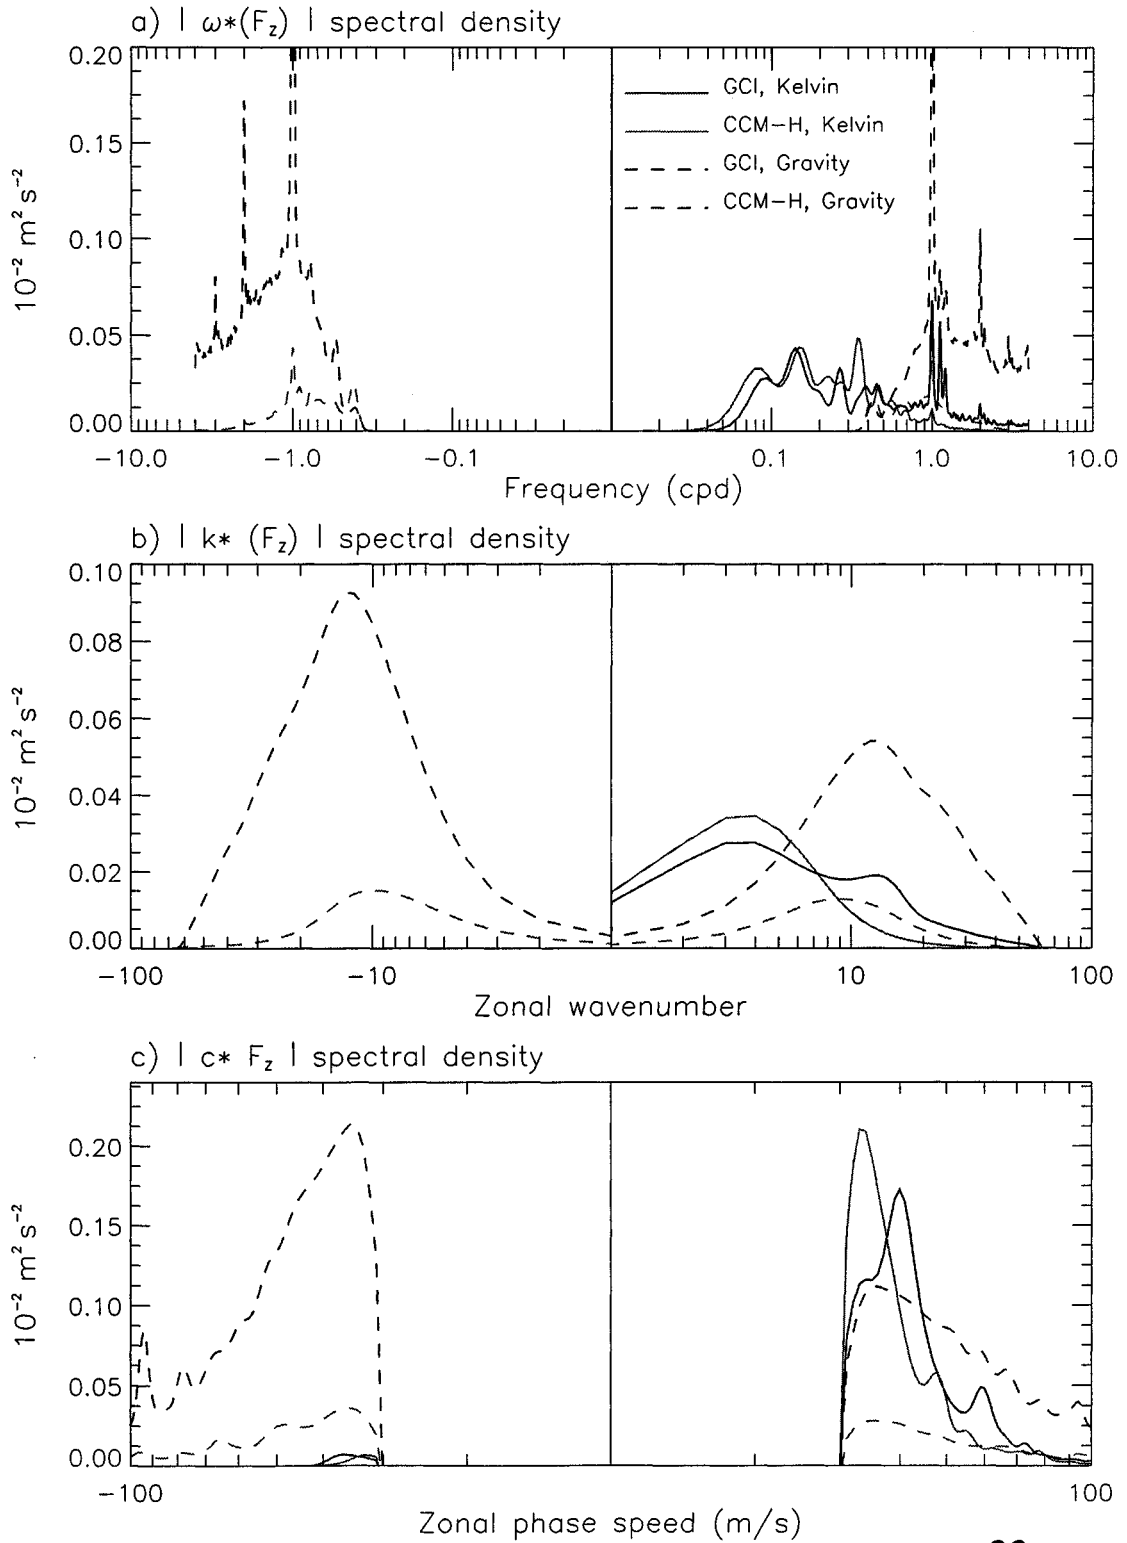 a) | ω*(F_z) | spectral density
0.20
0.15
0.10
0.05
0.00
10⁻² m² s⁻²
GCI, Kelvin
CCM-H, Kelvin
GCI, Gravity
CCM-H, Gravity
-10.0 -1.0 -0.1 0.1 1.0 10.0
Frequency (cpd)
b) | k* (F_z) | spectral density
0.10
0.08
0.06
0.04
0.02
0.00
10⁻² m² s⁻²
-100 -10 10 100
Zonal wavenumber
c) | c* F_z | spectral density
0.20
0.15
0.10
0.05
0.00
10⁻² m² s⁻²
-100 100
Zonal phase speed (m/s)